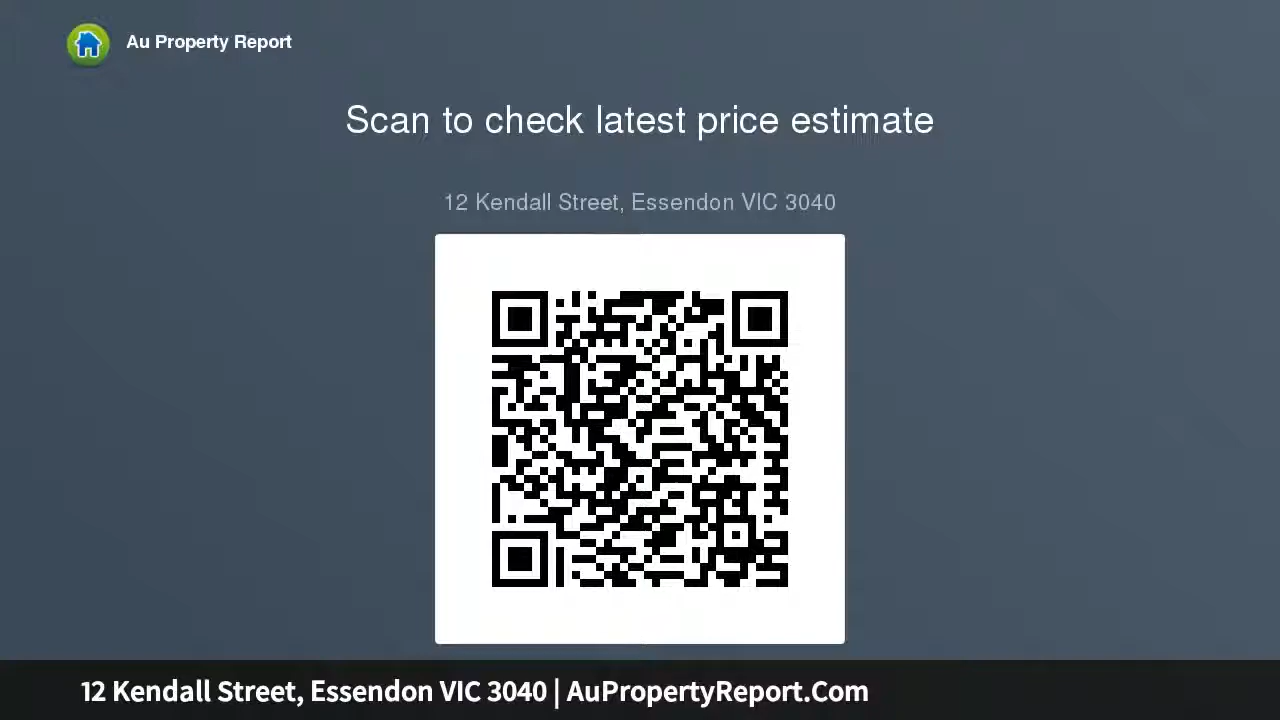 Au Property Report
Scan to check latest price estimate
12 Kendall Street, Essendon VIC 3040
12 Kendall Street, Essendon VIC 3040 | AuPropertyReport.Com